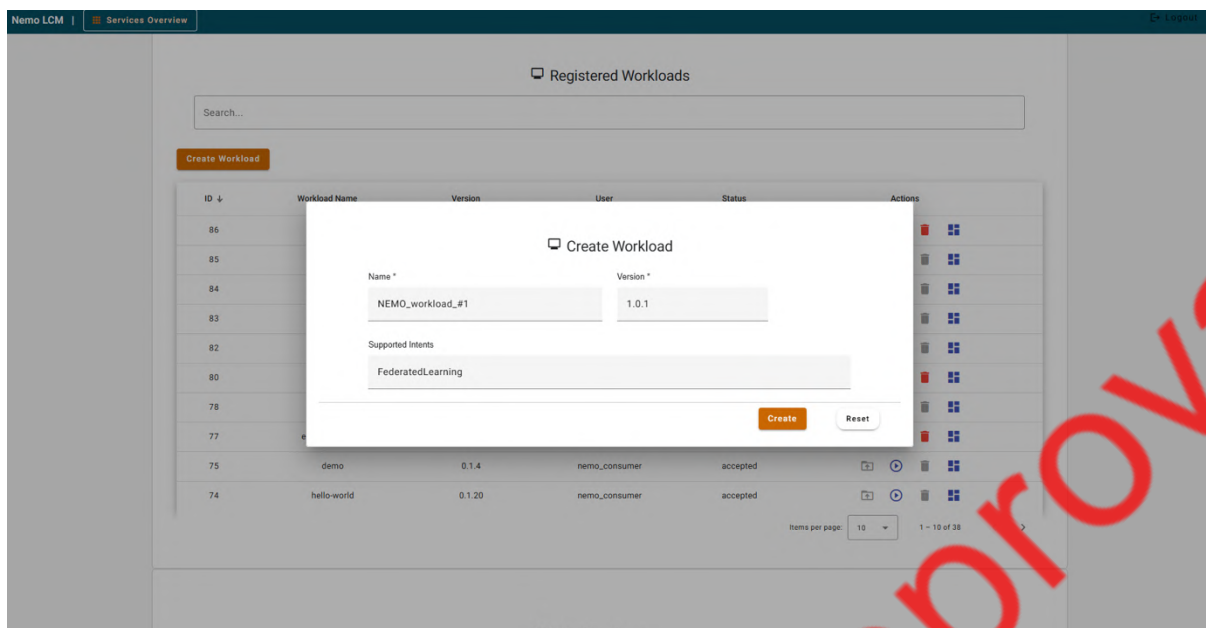 Nemo LCM | Services Overview Logout
Registered Workloads
Search...
Create Workload
ID ↓ Workload Name Version User Status Actions
86
85
84
83
82
80
78
77 e
75 demo 0.1.4 nemo_consumer accepted
74 hello-world 0.1.20 nemo_consumer accepted
Items per page: 10 1 – 10 of 38 >
Create Workload
Name * Version *
NEMO_workload_#1 1.0.1
Supported Intents
FederatedLearning
Create Reset
prov